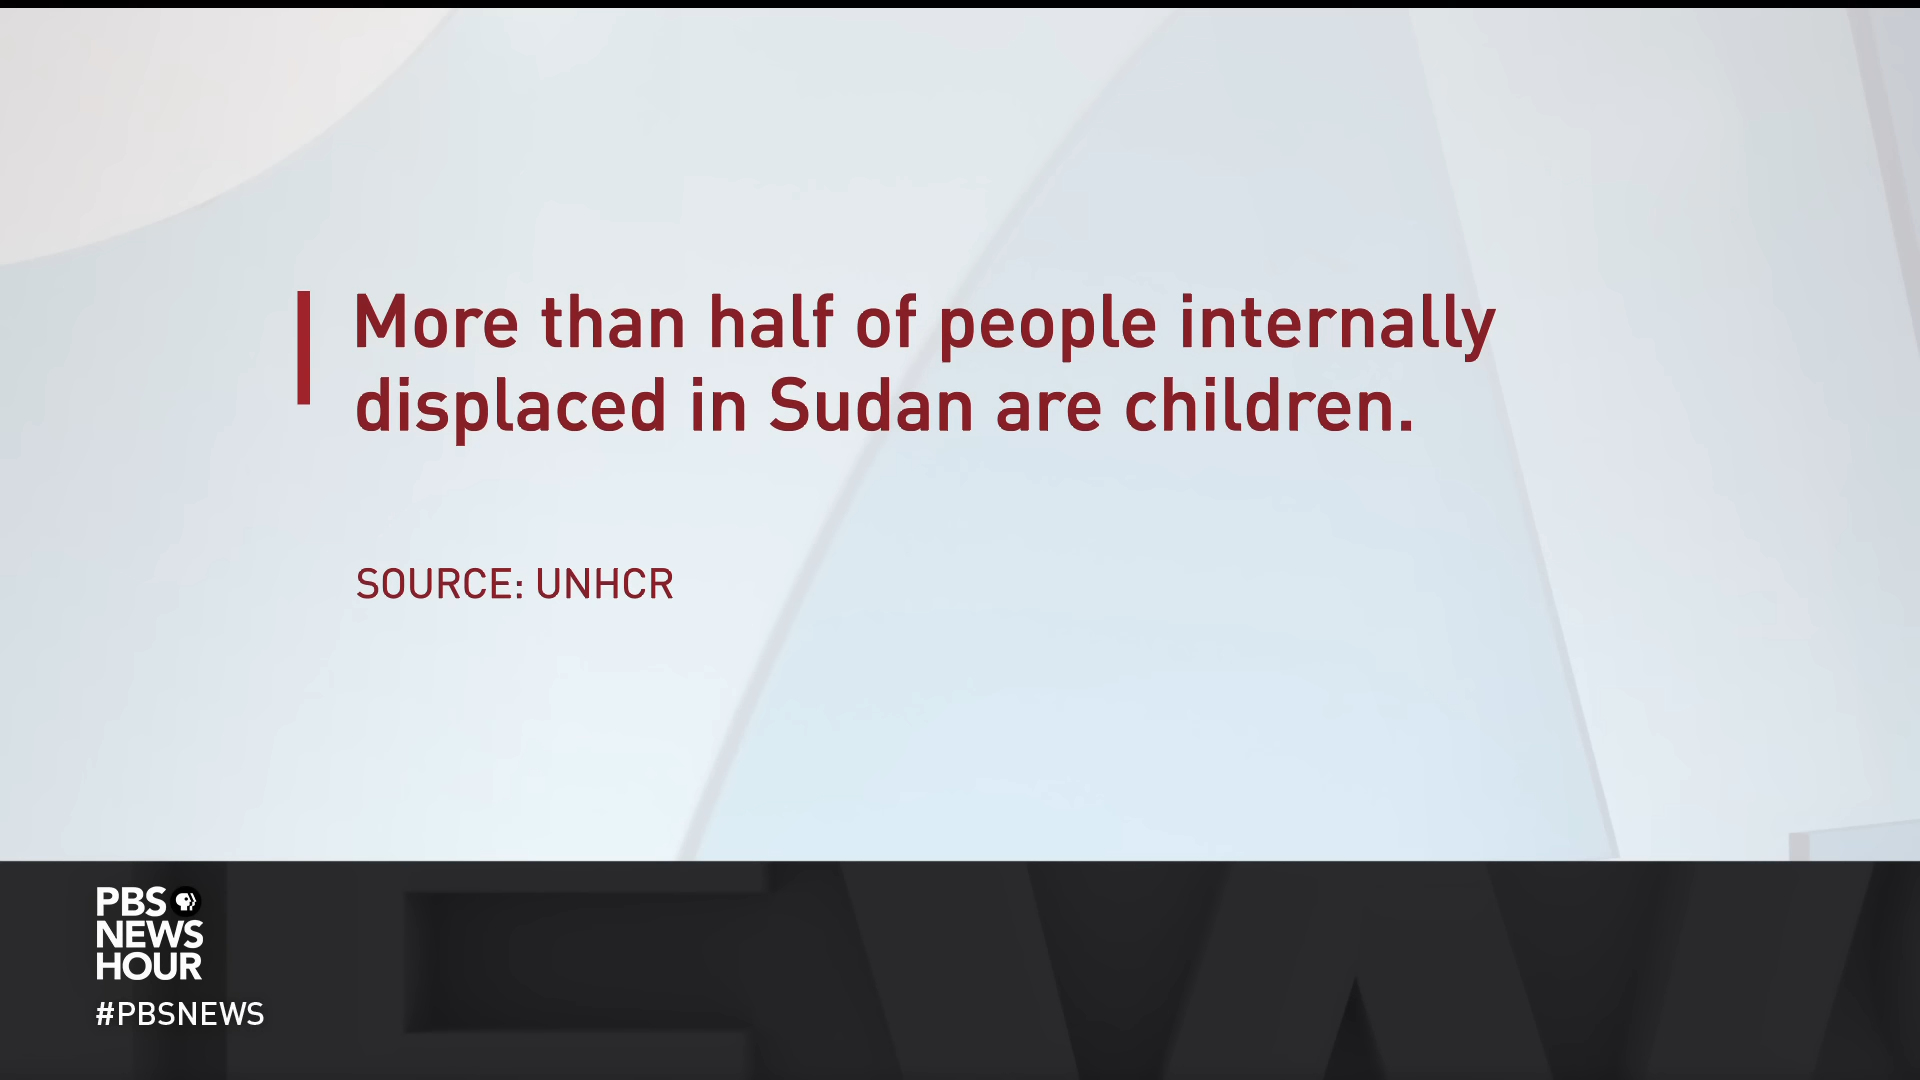 More than half of people internally
displaced in Sudan are children.
SOURCE: UNHCR
PBS
NEWS
HOUR
#PBSNEWS